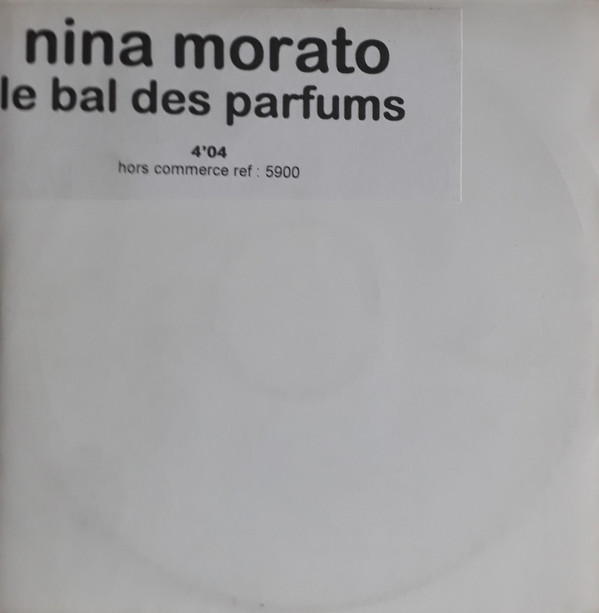 nina morato
le bal des parfums
4'04
hors commerce ref : 5900